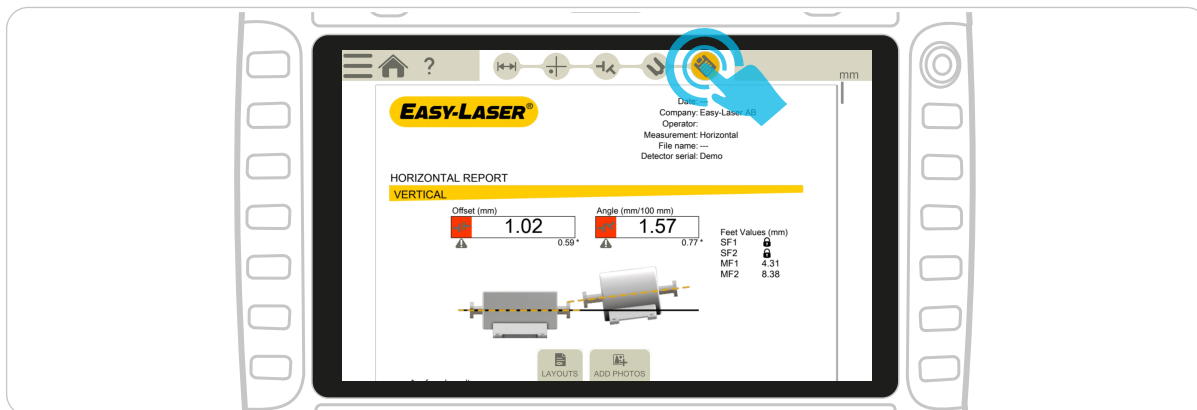 ?
mm
EASY-LASER®
Date: ---
Company: Easy-Laser AB
Operator:
Measurement: Horizontal
File name: ---
Detector serial: Demo
HORIZONTAL REPORT
VERTICAL
Offset (mm)
1.02
0.59 *
Angle (mm/100 mm)
1.57
0.77 *
Feet Values (mm)
SF1
SF2
MF1 4.31
MF2 8.38
LAYOUTS
ADD PHOTOS